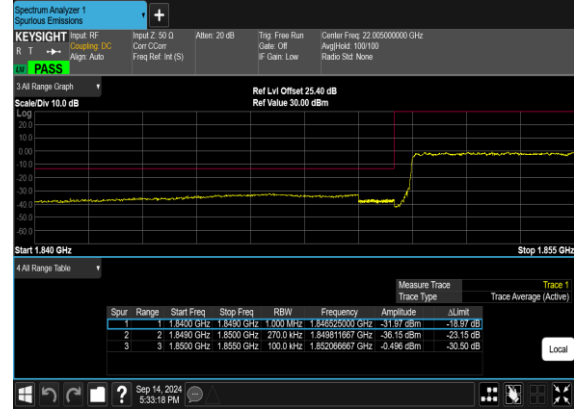 Spectrum Analyzer 1
Spurious Emissions
+
KEYSIGHT Input: RF Input Z: 50 Ω Atten: 20 dB Trig: Free Run Center Freq: 22.005000000 GHz
R T Coupling: DC Corr CCorr Gate: Off Avg|Hold: 100/100
Align: Auto Freq Ref: Int (S) IF Gain: Low Radio Std: None
PASS
3 All Range Graph
Ref Lvl Offset 25.40 dB
Scale/Div 10.0 dB Ref Value 30.00 dBm
Log
20.0
10.0
0.00
-10.0
-20.0
-30.0
-40.0
-50.0
-60.0
Start 1.840 GHz Stop 1.855 GHz
4 All Range Table
Measure Trace Trace 1
Trace Type Trace Average (Active)
Spur Range Start Freq Stop Freq RBW Frequency Amplitude ΔLimit
1 1 1.8400 GHz 1.8490 GHz 1.000 MHz 1.846525000 GHz -31.97 dBm -18.97 dB
2 2 1.8490 GHz 1.8500 GHz 270.0 kHz 1.849811667 GHz -36.15 dBm -23.15 dB
3 3 1.8500 GHz 1.8550 GHz 100.0 kHz 1.852066667 GHz -0.496 dBm -30.50 dB
Local
?
Sep 14, 2024
5:33:18 PM